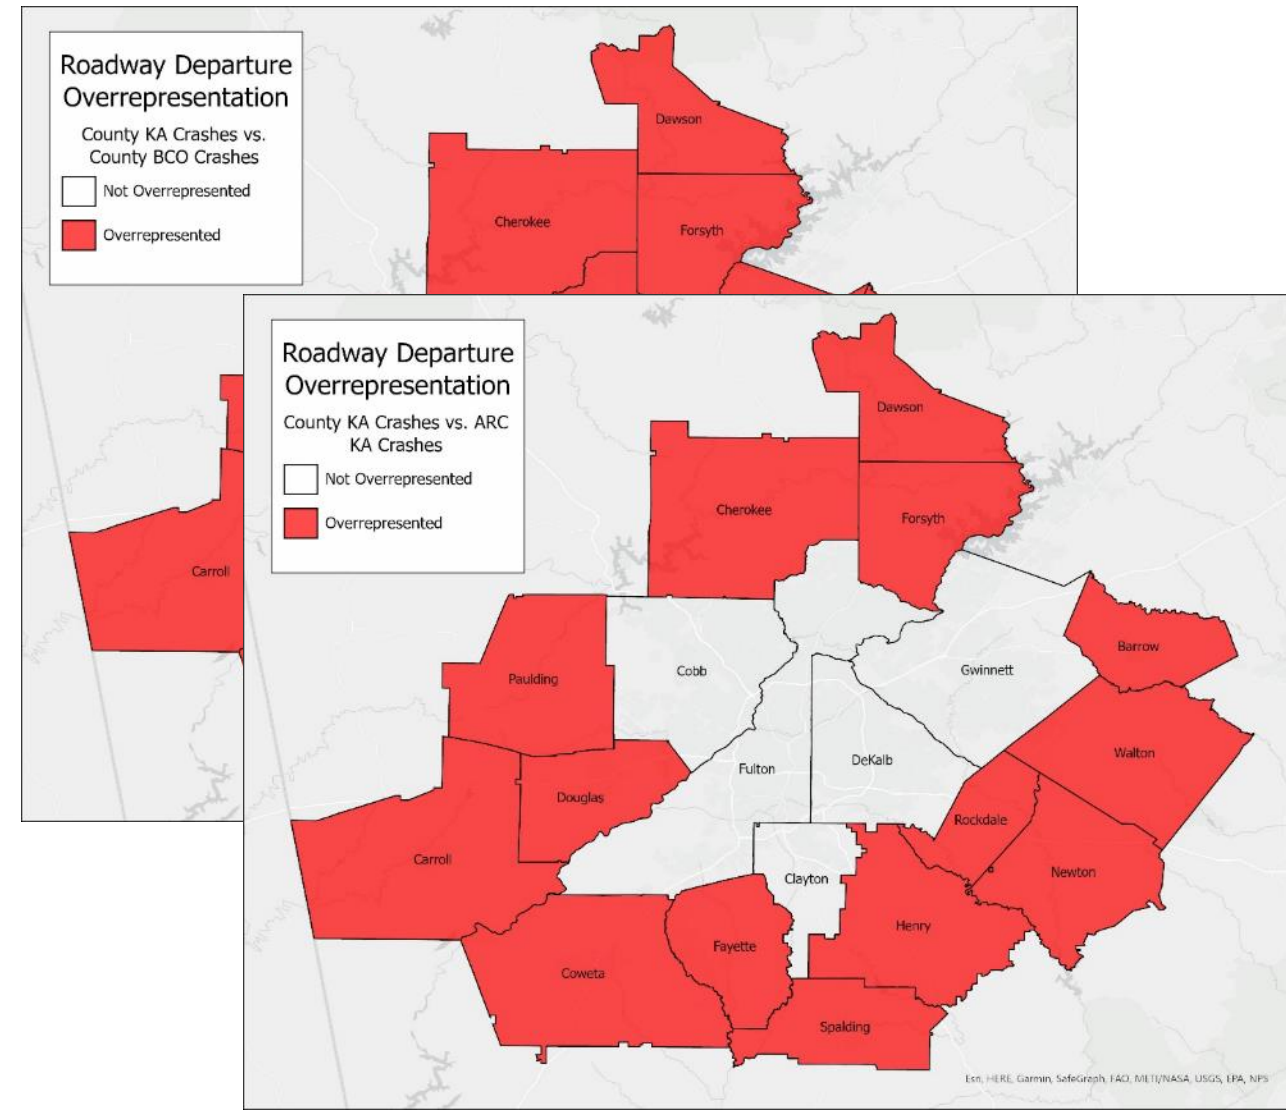 Roadway Departure
Overrepresentation
County KA Crashes vs.
County BCO Crashes
Not Overrepresented
Overrepresented
Dawson
Cherokee
Forsyth
Carroll
Roadway Departure
Overrepresentation
County KA Crashes vs. ARC
KA Crashes
Not Overrepresented
Overrepresented
Dawson
Cherokee
Forsyth
Barrow
Cobb
Gwinnett
Paulding
Walton
DeKalb
Fulton
Douglas
Rockdale
Carroll
Newton
Clayton
Henry
Fayette
Coweta
Spalding
Esri, HERE, Garmin, SafeGraph, FAO, METI/NASA, USGS, EPA, NPS